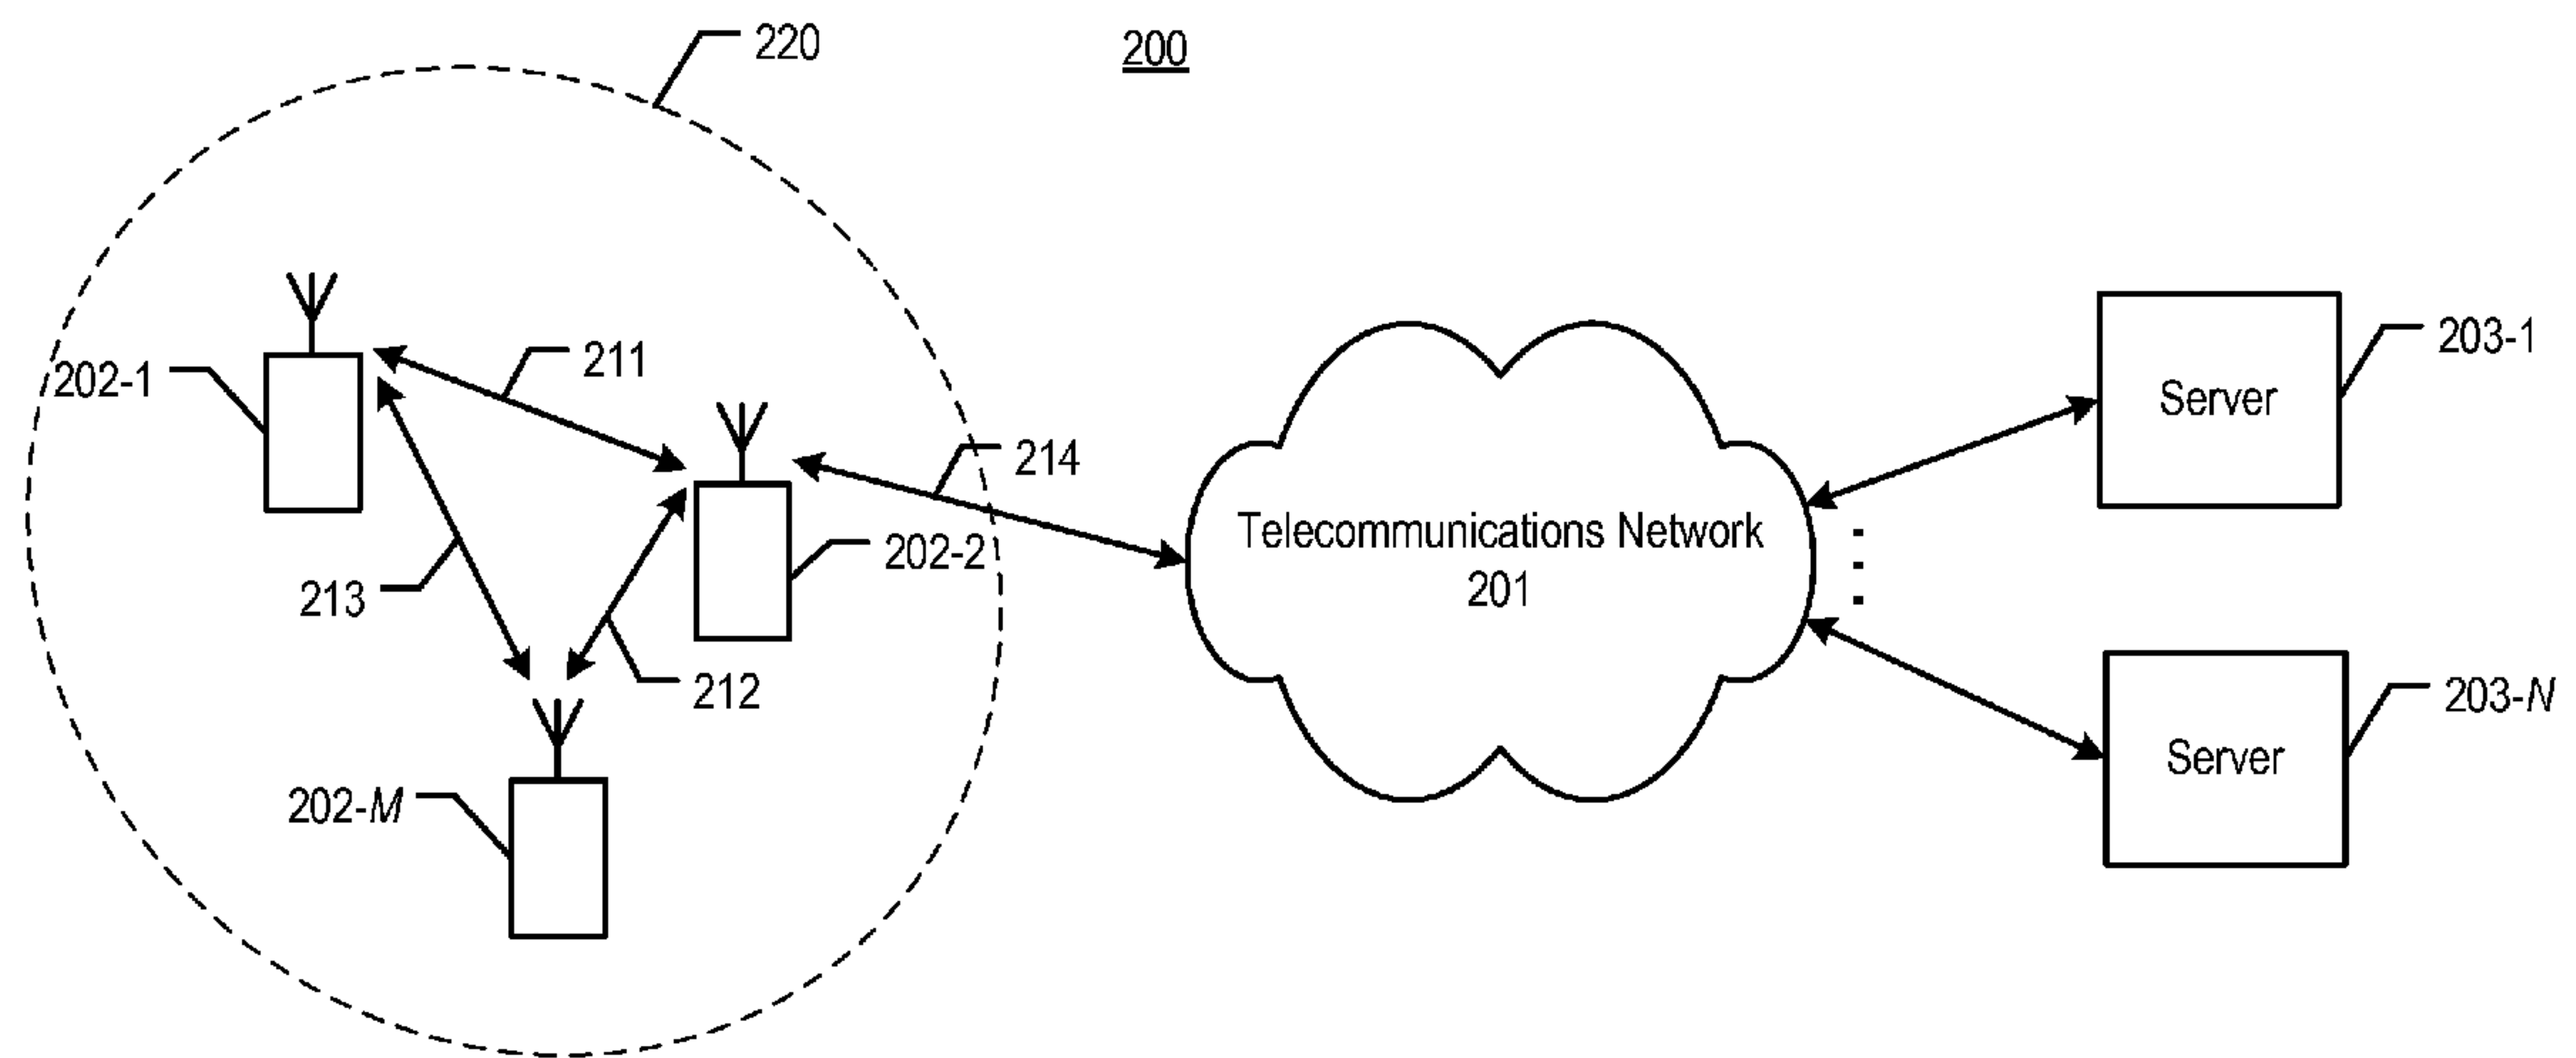 220
200
203-1
202-1
211
Server
214
Telecommunications Network
201
202-2
213
212
203-N
Server
202-M